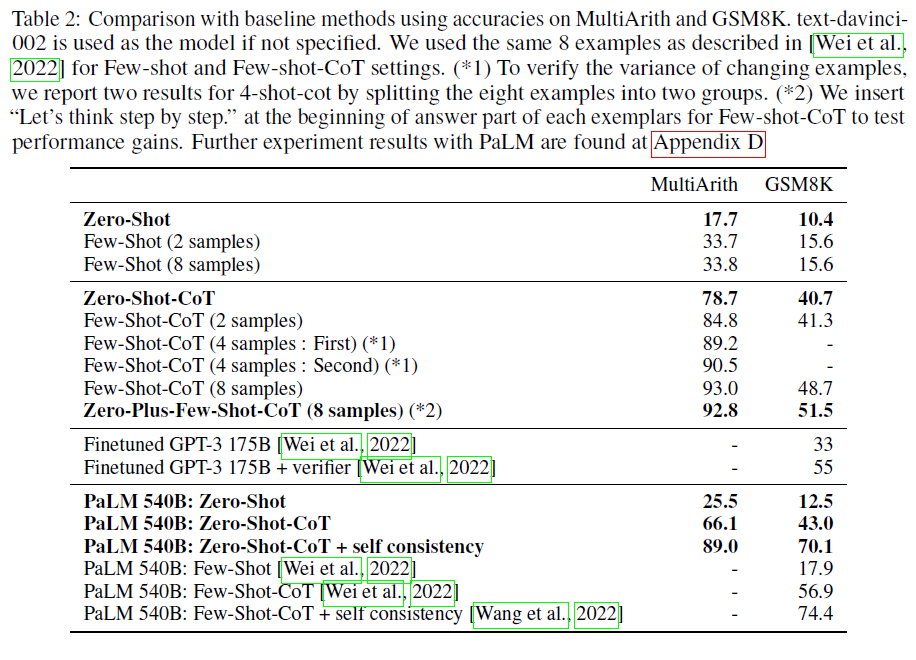 Table 2: Comparison with baseline methods using accuracies on MultiArith and GSM8K. text-davinci-
002 is used as the model if not specified. We used the same 8 examples as described in [Wei et al.,
2022] for Few-shot and Few-shot-CoT settings. (*1) To verify the variance of changing examples,
we report two results for 4-shot-cot by splitting the eight examples into two groups. (*2) We insert
“Let’s think step by step.” at the beginning of answer part of each exemplars for Few-shot-CoT to test
performance gains. Further experiment results with PaLM are found at Appendix D
MultiArith GSM8K
Zero-Shot 17.7 10.4
Few-Shot (2 samples) 33.7 15.6
Few-Shot (8 samples) 33.8 15.6
Zero-Shot-CoT 78.7 40.7
Few-Shot-CoT (2 samples) 84.8 41.3
Few-Shot-CoT (4 samples : First) (*1) 89.2 -
Few-Shot-CoT (4 samples : Second) (*1) 90.5 -
Few-Shot-CoT (8 samples) 93.0 48.7
Zero-Plus-Few-Shot-CoT (8 samples) (*2) 92.8 51.5
Finetuned GPT-3 175B [Wei et al., 2022] - 33
Finetuned GPT-3 175B + verifier [Wei et al., 2022] - 55
PaLM 540B: Zero-Shot 25.5 12.5
PaLM 540B: Zero-Shot-CoT 66.1 43.0
PaLM 540B: Zero-Shot-CoT + self consistency 89.0 70.1
PaLM 540B: Few-Shot [Wei et al., 2022] - 17.9
PaLM 540B: Few-Shot-CoT [Wei et al., 2022] - 56.9
PaLM 540B: Few-Shot-CoT + self consistency [Wang et al., 2022] - 74.4